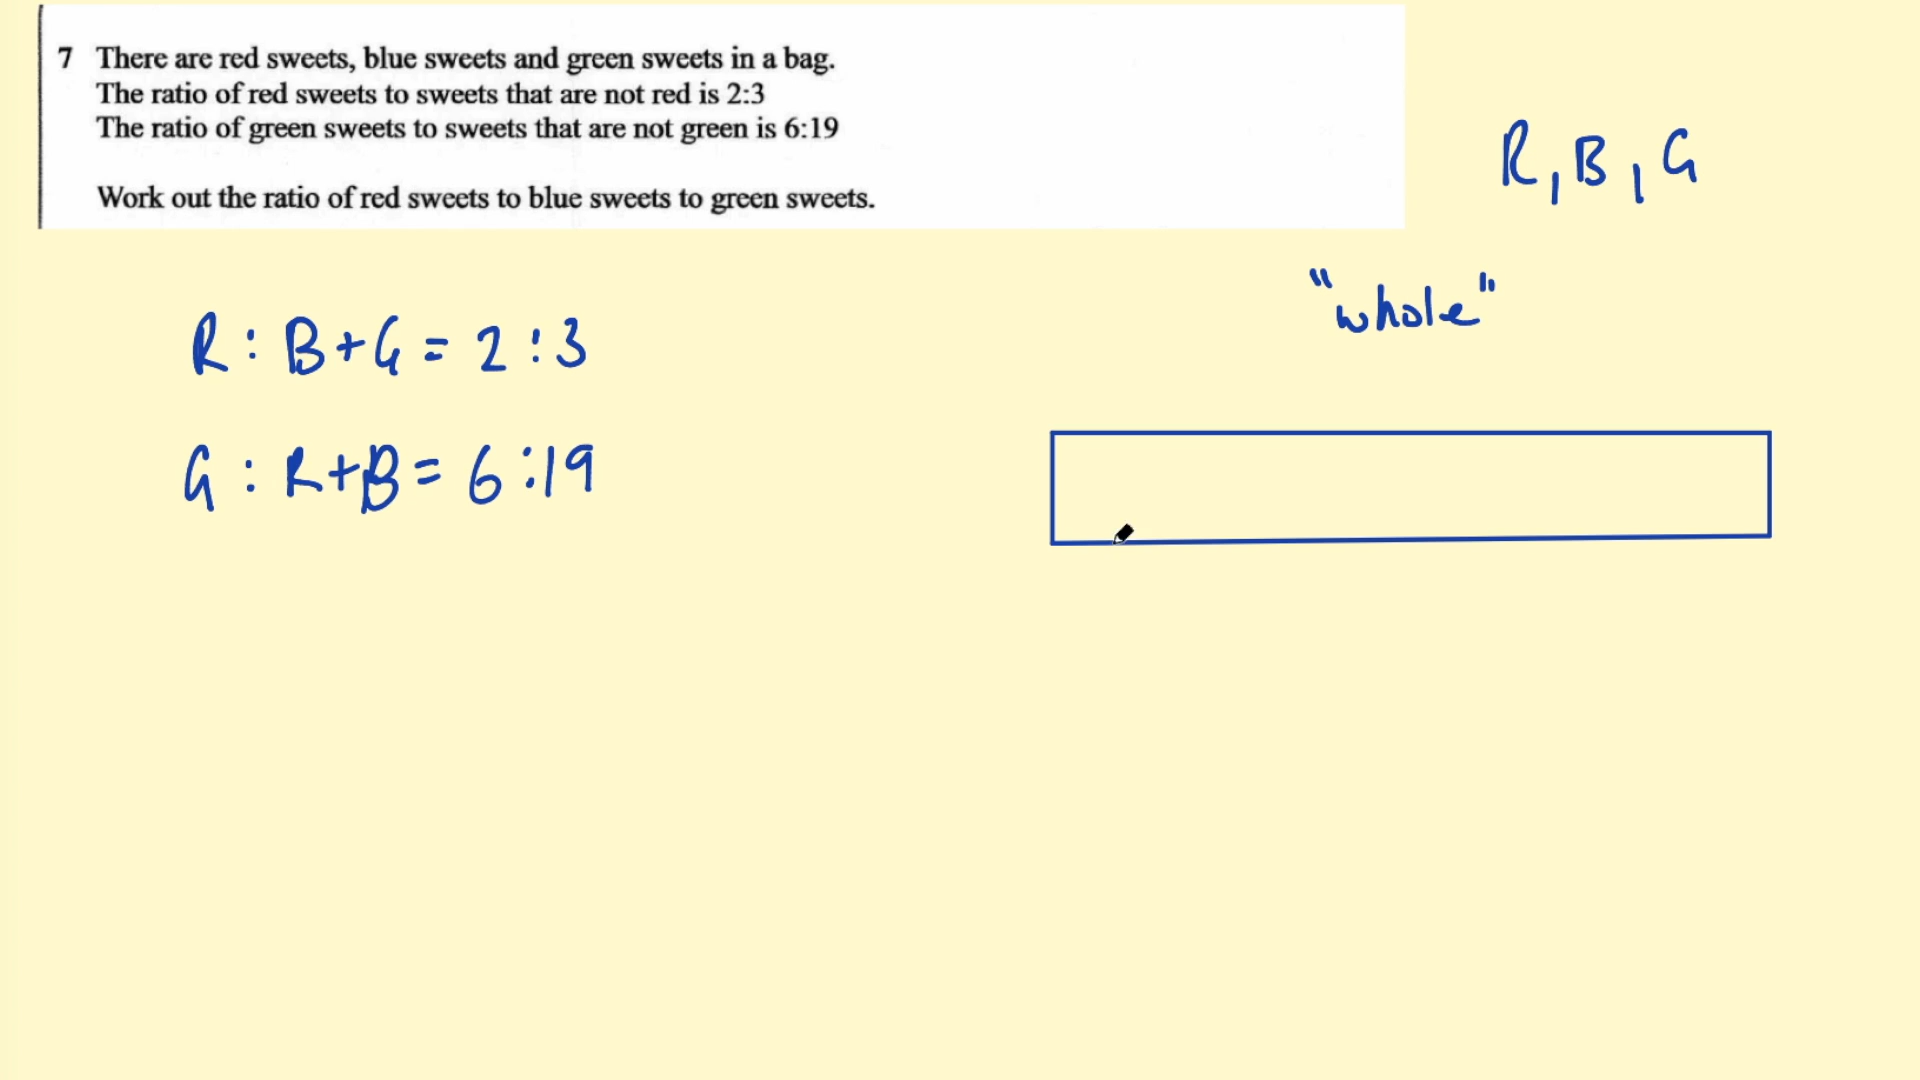 7 There are red sweets, blue sweets and green sweets in a bag.
The ratio of red sweets to sweets that are not red is 2:3
The ratio of green sweets to sweets that are not green is 6:19
Work out the ratio of red sweets to blue sweets to green sweets.
R, B, G
"whole"
R : B+G = 2 : 3
G : R+B = 6 : 19